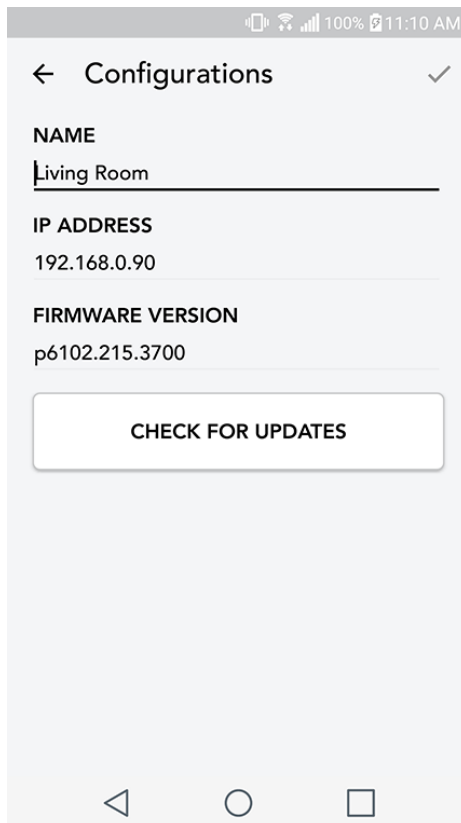 100% 11:10 AM
Configurations
NAME
Living Room
IP ADDRESS
192.168.0.90
FIRMWARE VERSION
p6102.215.3700
CHECK FOR UPDATES